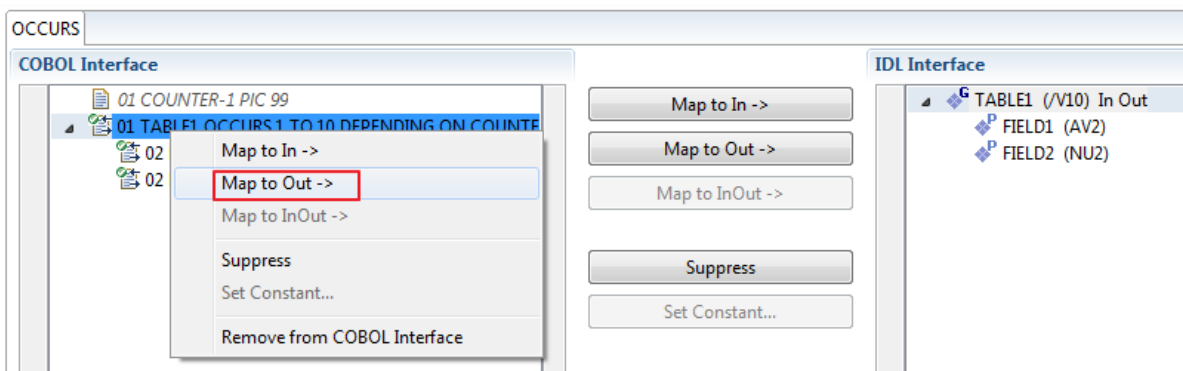 OCCURS
COBOL Interface
01 COUNTER-1 PIC 99
01 TABLE1 OCCURS 1 TO 10 DEPENDING ON COUNTE
02
02
Map to In ->
Map to Out ->
Map to InOut ->
Suppress
Set Constant...
Remove from COBOL Interface
Map to In ->
Map to Out ->
Map to InOut ->
Suppress
Set Constant...
IDL Interface
TABLE1 (/V10) In Out
FIELD1 (AV2)
FIELD2 (NU2)